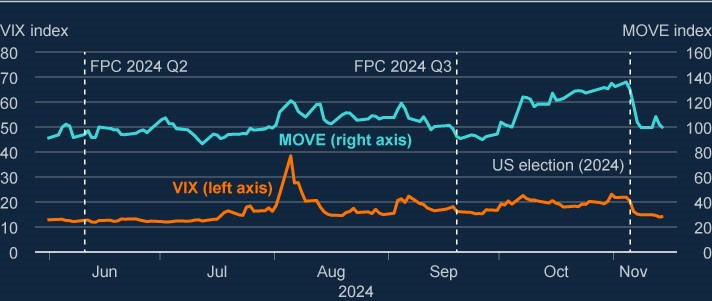 VIX index
MOVE index
80
160
FPC 2024 Q2
FPC 2024 Q3
70
140
60
120
50
100
MOVE (right axis)
40
80
US election (2024)
30
60
VIX (left axis)
20
40
10
20
0
0
Jun
Jul
Aug
Sep
Oct
Nov
2024